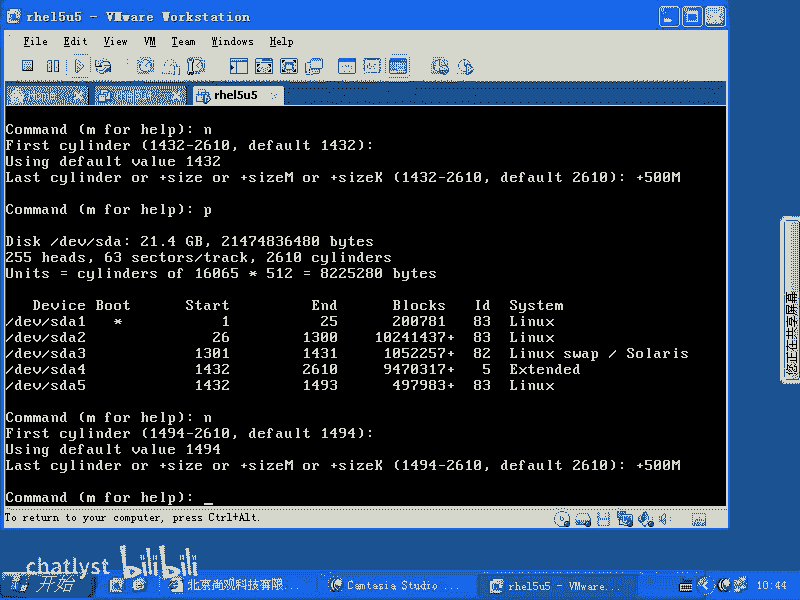 rhel5u5 - VMware Workstation
File Edit View VM Team Windows Help
Home rhel5u5
Command (m for help): n
First cylinder (1432-2610, default 1432):
Using default value 1432
Last cylinder or +size or +sizeM or +sizeK (1432-2610, default 2610): +500M
Command (m for help): p
Disk /dev/sda: 21.4 GB, 21474836480 bytes
255 heads, 63 sectors/track, 2610 cylinders
Units = cylinders of 16065 * 512 = 8225280 bytes
Device Boot Start End Blocks Id System
/dev/sda1 * 1 25 200781 83 Linux
/dev/sda2 26 1300 10241437+ 83 Linux
/dev/sda3 1301 1431 1052257+ 82 Linux swap / Solaris
/dev/sda4 1432 2610 9470317+ 5 Extended
/dev/sda5 1432 1493 497983+ 83 Linux
Command (m for help): n
First cylinder (1494-2610, default 1494):
Using default value 1494
Last cylinder or +size or +sizeM or +sizeK (1494-2610, default 2610): +500M
Command (m for help): _
To return to your computer, press Ctrl+Alt.
您正在共享屏幕
chatlyst bilibili
开始 北京尚观科技有限... Camtasia Studio ... rhel5u5 - VMware... 10:44